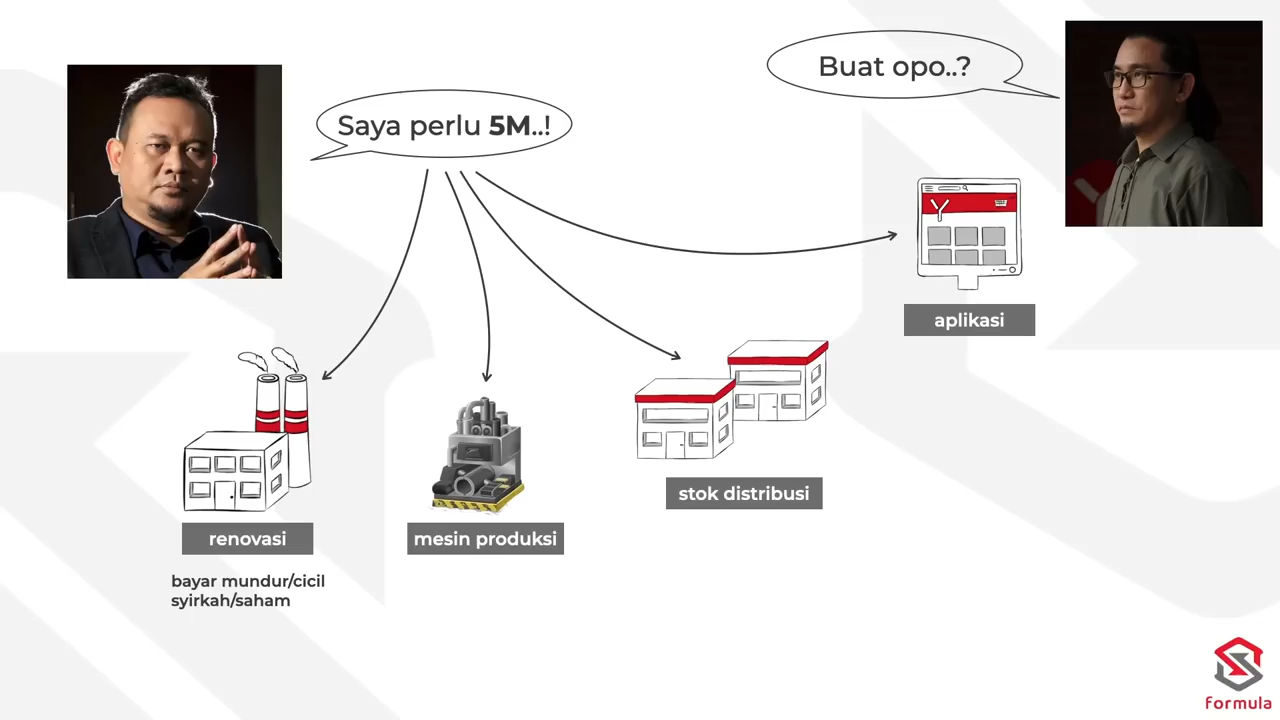 Buat opo..?
Saya perlu 5M..!
aplikasi
stok distribusi
renovasi
mesin produksi
bayar mundur/cicil
syirkah/saham
formula